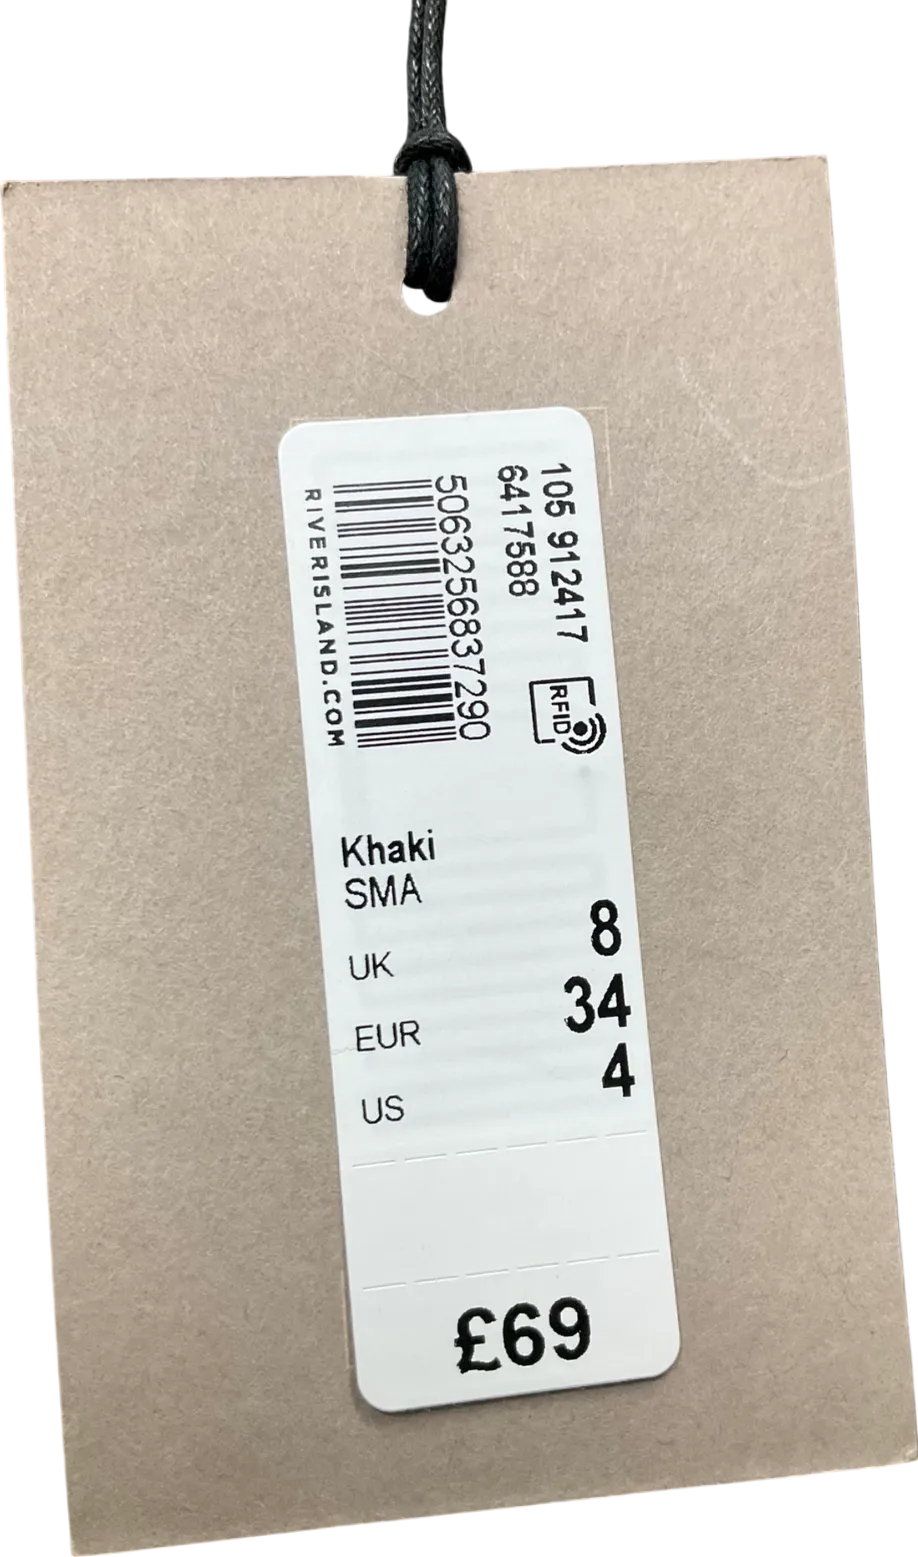 105 912417
6417588
RFID
5063256837290
RIVERISLAND.COM
Khaki
SMA
UK 8
EUR 34
US 4
£69